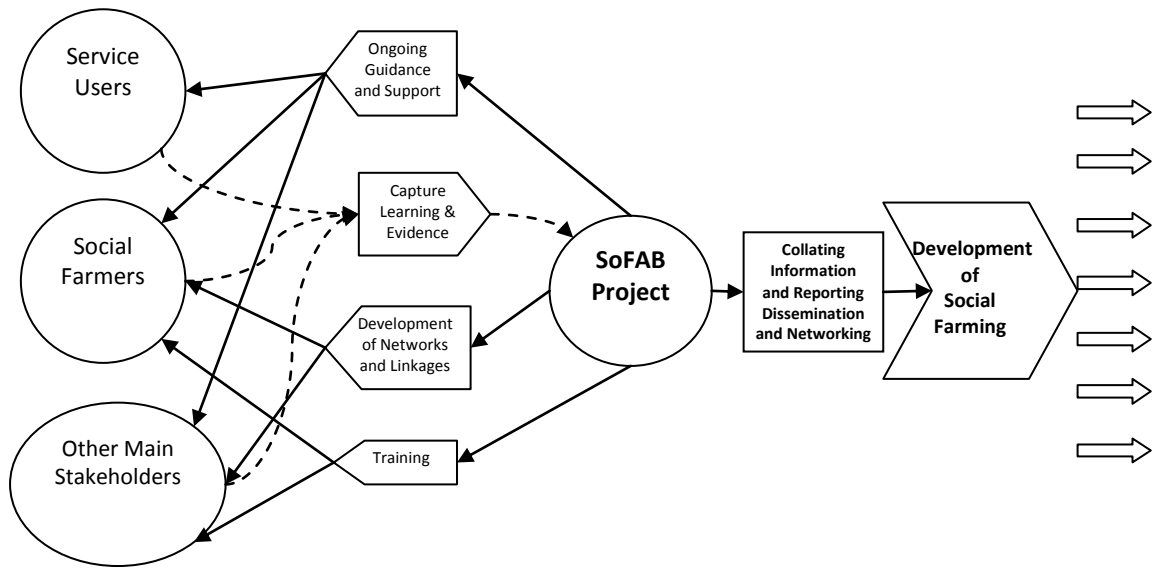 Service
Users
Ongoing
Guidance
and Support
Capture
Learning &
Evidence
Social
Farmers
SoFAB
Project
Collating
Information
and Reporting
Dissemination
and Networking
Development
of
Social
Farming
Development
of Networks
and Linkages
Other Main
Stakeholders
Training